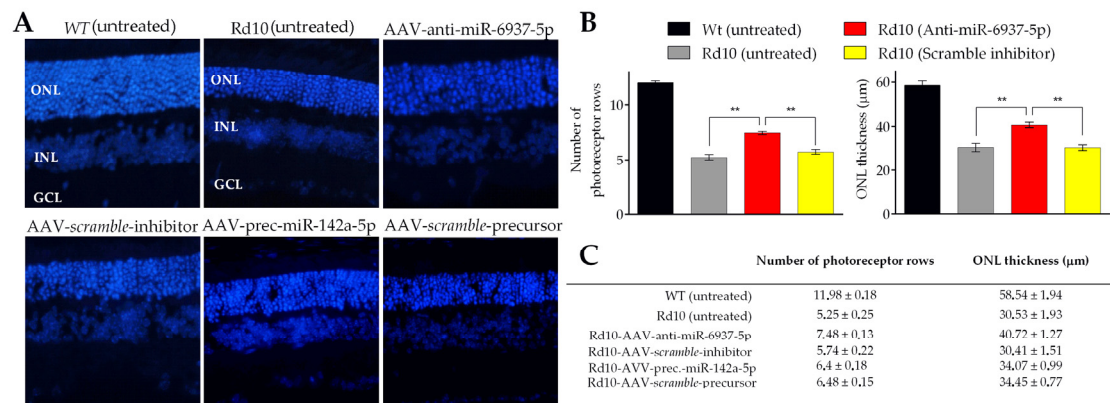 A
WT (untreated) Rd10 (untreated) AAV-anti-miR-6937-5p
ONL
INL
GCL
ONL
INL
GCL
AAV-scramble-inhibitor AAV-prec-miR-142a-5p AAV-scramble-precursor
B
Wt (untreated) Rd10 (Anti-miR-6937-5p)
Rd10 (untreated) Rd10 (Scramble inhibitor)
Number of
photoreceptor rows
10
5
0
** **
ONL thickness (µm)
60
40
20
0
** **
C
Number of photoreceptor rows ONL thickness (µm)
WT (untreated) 11.98 ± 0.18 58.54 ± 1.94
Rd10 (untreated) 5.25 ± 0.25 30.53 ± 1.93
Rd10-AAV-anti-miR-6937-5p 7.48 ± 0.13 40.72 ± 1.27
Rd10-AAV-scramble-inhibitor 5.74 ± 0.22 30.41 ± 1.51
Rd10-AVV-prec.-miR-142a-5p 6.4 ± 0.18 34.07 ± 0.99
Rd10-AAV-scramble-precursor 6.48 ± 0.15 34.45 ± 0.77